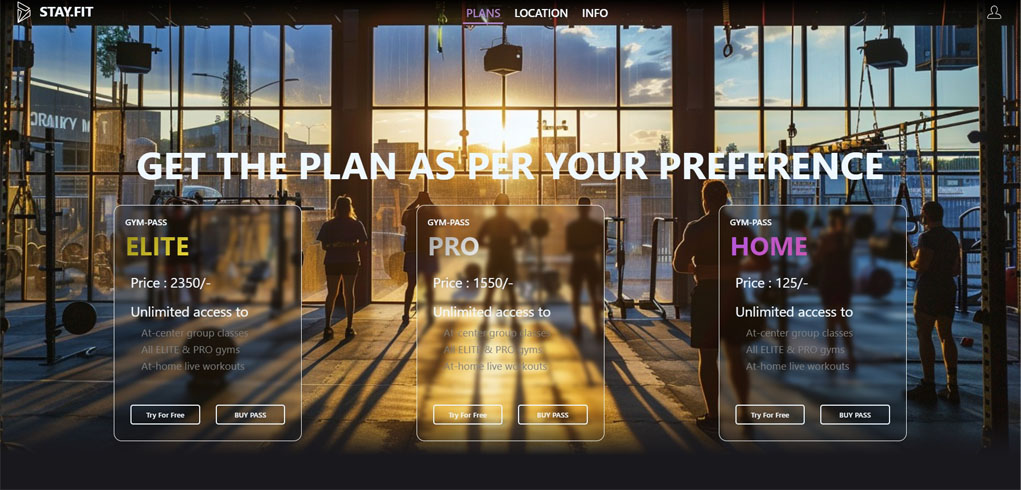 STAY.FIT
PLANS LOCATION INFO
GET THE PLAN AS PER YOUR PREFERENCE
GYM-PASS
ELITE
Price : 2350/-
Unlimited access to
At-center group classes
All ELITE & PRO gyms
At-home live workouts
Try For Free BUY PASS
GYM-PASS
PRO
Price : 1550/-
Unlimited access to
At-center group classes
All ELITE & PRO gyms
At-home live workouts
Try For Free BUY PASS
GYM-PASS
HOME
Price : 125/-
Unlimited access to
At-center group classes
All ELITE & PRO gyms
At-home live workouts
Try For Free BUY PASS